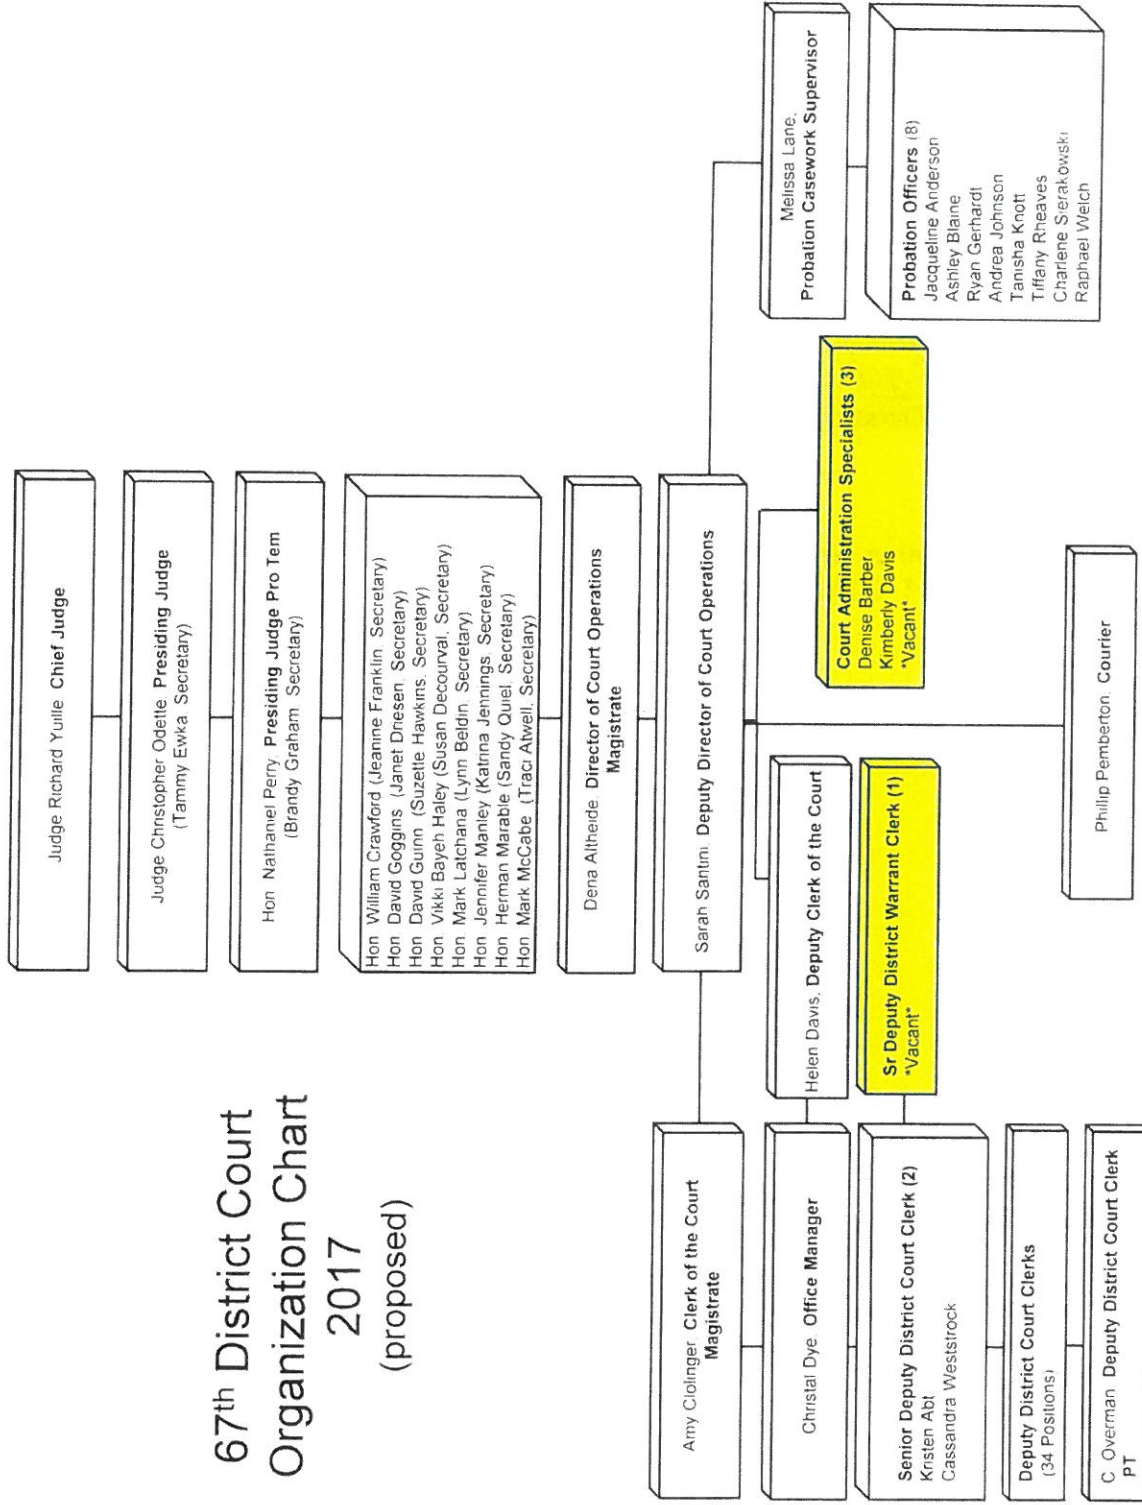 67th District Court
Organization Chart
2017
(proposed)
Judge Richard Yuille Chief Judge
Judge Christopher Odette, Presiding Judge
(Tammy Ewka, Secretary)
Hon Nathaniel Perry, Presiding Judge Pro Tem
(Brandy Graham Secretary)
Hon William Crawford (Jeanine Franklin, Secretary)
Hon David Goggins (Janet Driesen, Secretary)
Hon David Guinn (Suzette Hawkins, Secretary)
Hon Vikki Bayeh Haley (Susan Decourval, Secretary)
Hon Mark Latchana (Lynn Beldin, Secretary)
Hon Jennifer Manley (Katrina Jennings, Secretary)
Hon Herman Marable (Sandy Quiel, Secretary)
Hon Mark McCabe (Traci Atwell, Secretary)
Dena Altheide, Director of Court Operations
Magistrate
Sarah Santini, Deputy Director of Court Operations
Amy Clolinger Clerk of the Court
Magistrate
Christal Dye Office Manager
Helen Davis, Deputy Clerk of the Court
Senior Deputy District Court Clerk (2)
Kristen Abt
Cassandra Weststrock
Sr Deputy District Warrant Clerk (1)
*Vacant*
Deputy District Court Clerks
(34 Positions)
C Overman Deputy District Court Clerk
PT
Court Administration Specialists (3)
Denise Barber
Kimberly Davis
*Vacant*
Phillip Pemberton, Courier
Melissa Lane,
Probation Casework Supervisor
Probation Officers (8)
Jacqueline Anderson
Ashley Blaine
Ryan Gerhardt
Andrea Johnson
Tanisha Knott
Tiffany Rheaves
Charlene Sierakowski
Raphael Welch